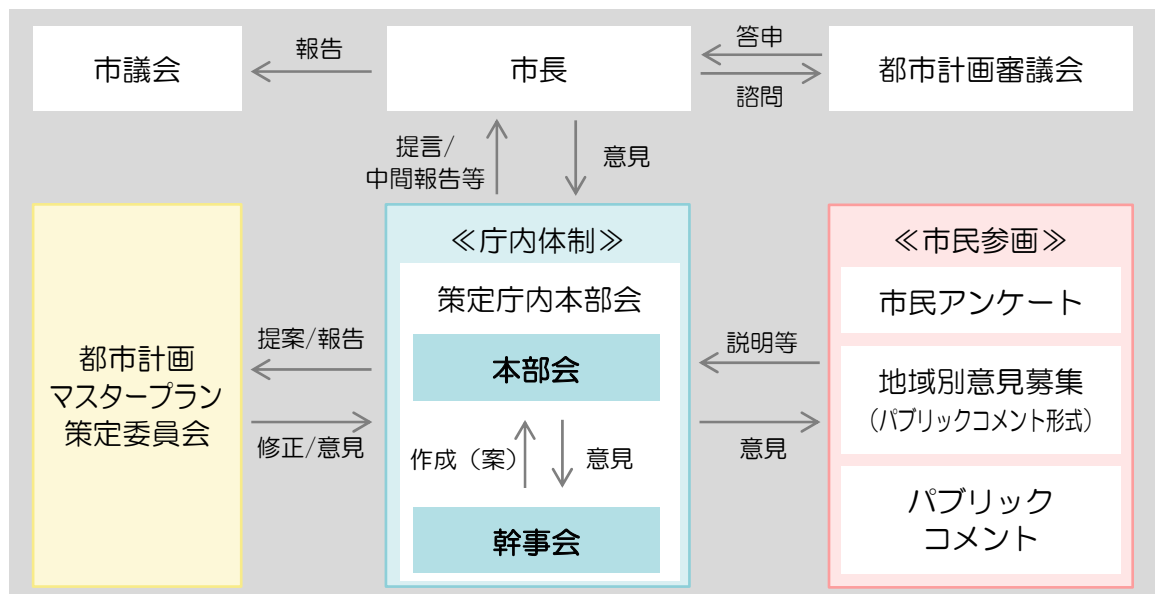 市議会
報告
市長
答申
諮問
都市計画審議会
提言/
中間報告等
意見
都市計画
マスタープラン
策定委員会
提案/報告
修正/意見
≪庁内体制≫
策定庁内本部会
本部会
作成（案）
意見
幹事会
説明等
意見
≪市民参画≫
市民アンケート
地域別意見募集
（パブリックコメント形式）
パブリック
コメント